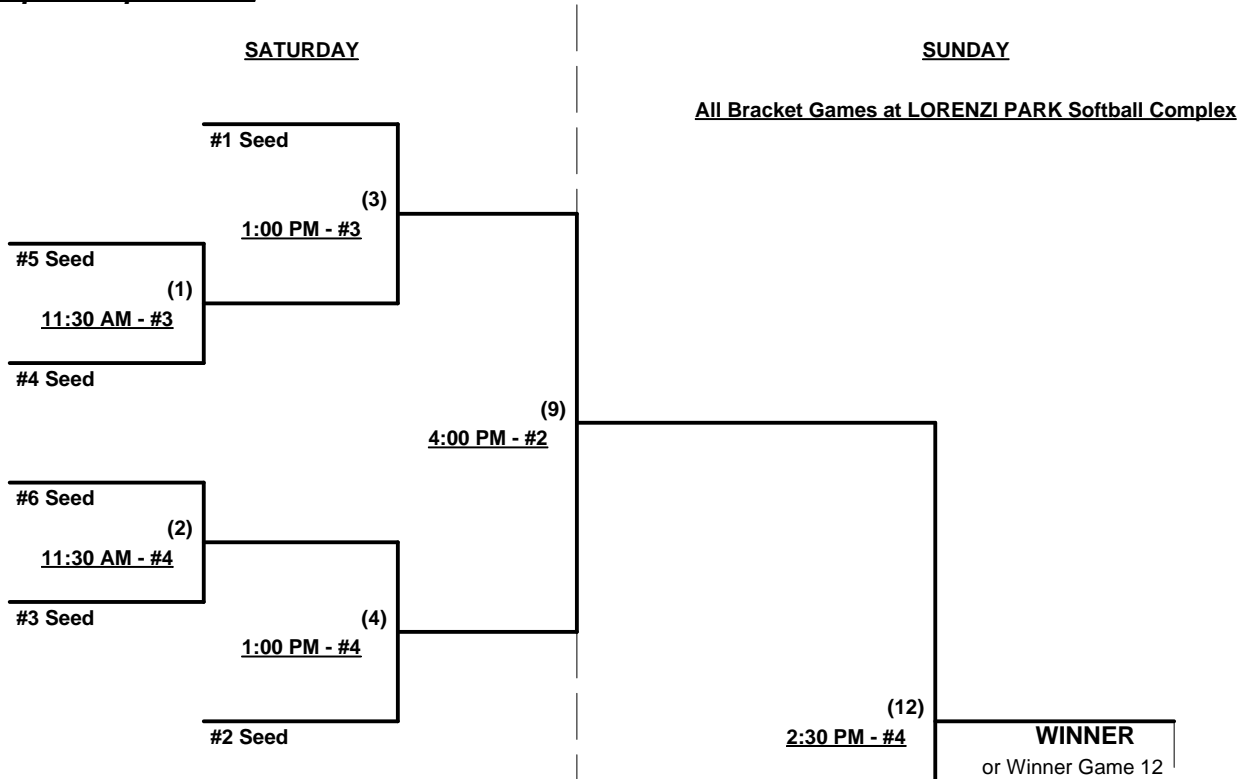 SATURDAY
SUNDAY
All Bracket Games at LORENZI PARK Softball Complex
#1 Seed
(3)
1:00 PM - #3
#5 Seed
(1)
11:30 AM - #3
#4 Seed
(9)
4:00 PM - #2
#6 Seed
(2)
11:30 AM - #4
#3 Seed
(4)
1:00 PM - #4
#2 Seed
(12)
2:30 PM - #4
WINNER
or Winner Game 12